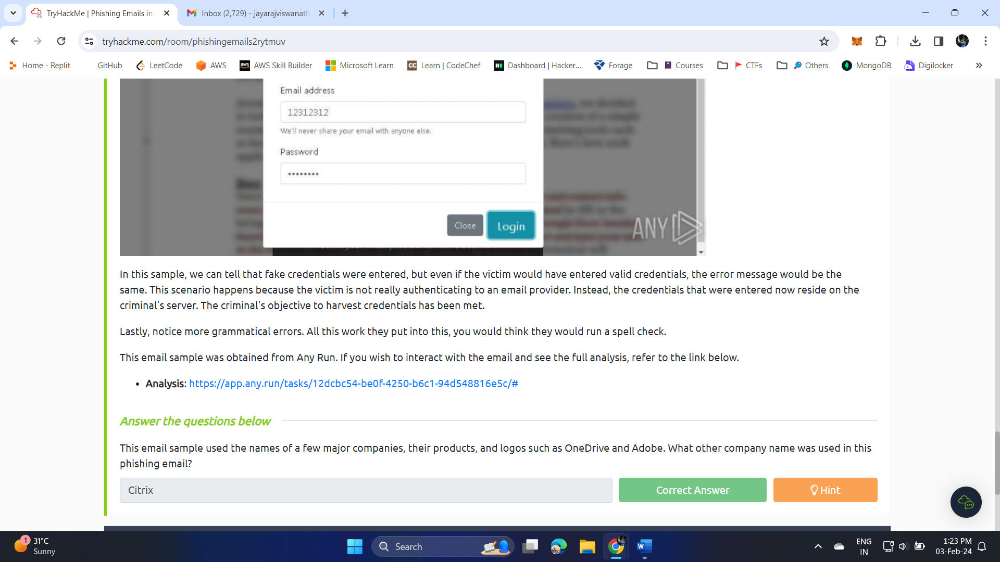 TryHackMe | Phishing Emails in
Inbox (2,729) - jayarajviswanath
tryhackme.com/room/phishingemails2rytmuv
Home - Replit
GitHub
LeetCode
AWS
AWS Skill Builder
Microsoft Learn
Learn | CodeChef
Dashboard | Hacker...
Forage
Courses
CTFs
Others
MongoDB
Digilocker
Email address
12312312
We'll never share your email with anyone else.
Password
Close
Login
ANY
In this sample, we can tell that fake credentials were entered, but even if the victim would have entered valid credentials, the error message would be the
same. This scenario happens because the victim is not really authenticating to an email provider. Instead, the credentials that were entered now reside on the
criminal's server. The criminal's objective to harvest credentials has been met.
Lastly, notice more grammatical errors. All this work they put into this, you would think they would run a spell check.
This email sample was obtained from Any Run. If you wish to interact with the email and see the full analysis, refer to the link below.
• Analysis: https://app.any.run/tasks/12dcbc54-be0f-4250-b6c1-94d548816e5c/#
Answer the questions below
This email sample used the names of a few major companies, their products, and logos such as OneDrive and Adobe. What other company name was used in this
phishing email?
Citrix
Correct Answer
Hint
1
31°C
Sunny
Search
ENG
IN
1:23 PM
03-Feb-24